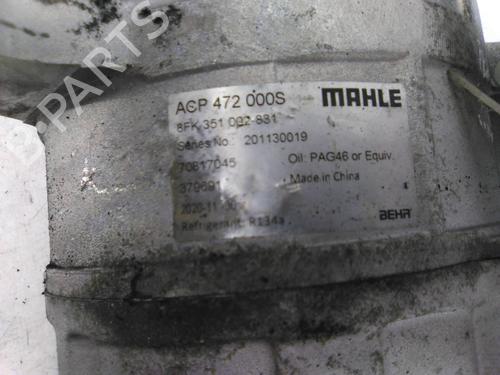 B-PARTS
ACP 472 000S
MAHLE
8FK 351 002-831
Series No.: 201130019
70817045
Oil: PAG46 or Equiv.
Made in China
BEHR
Refrigerant: R134a